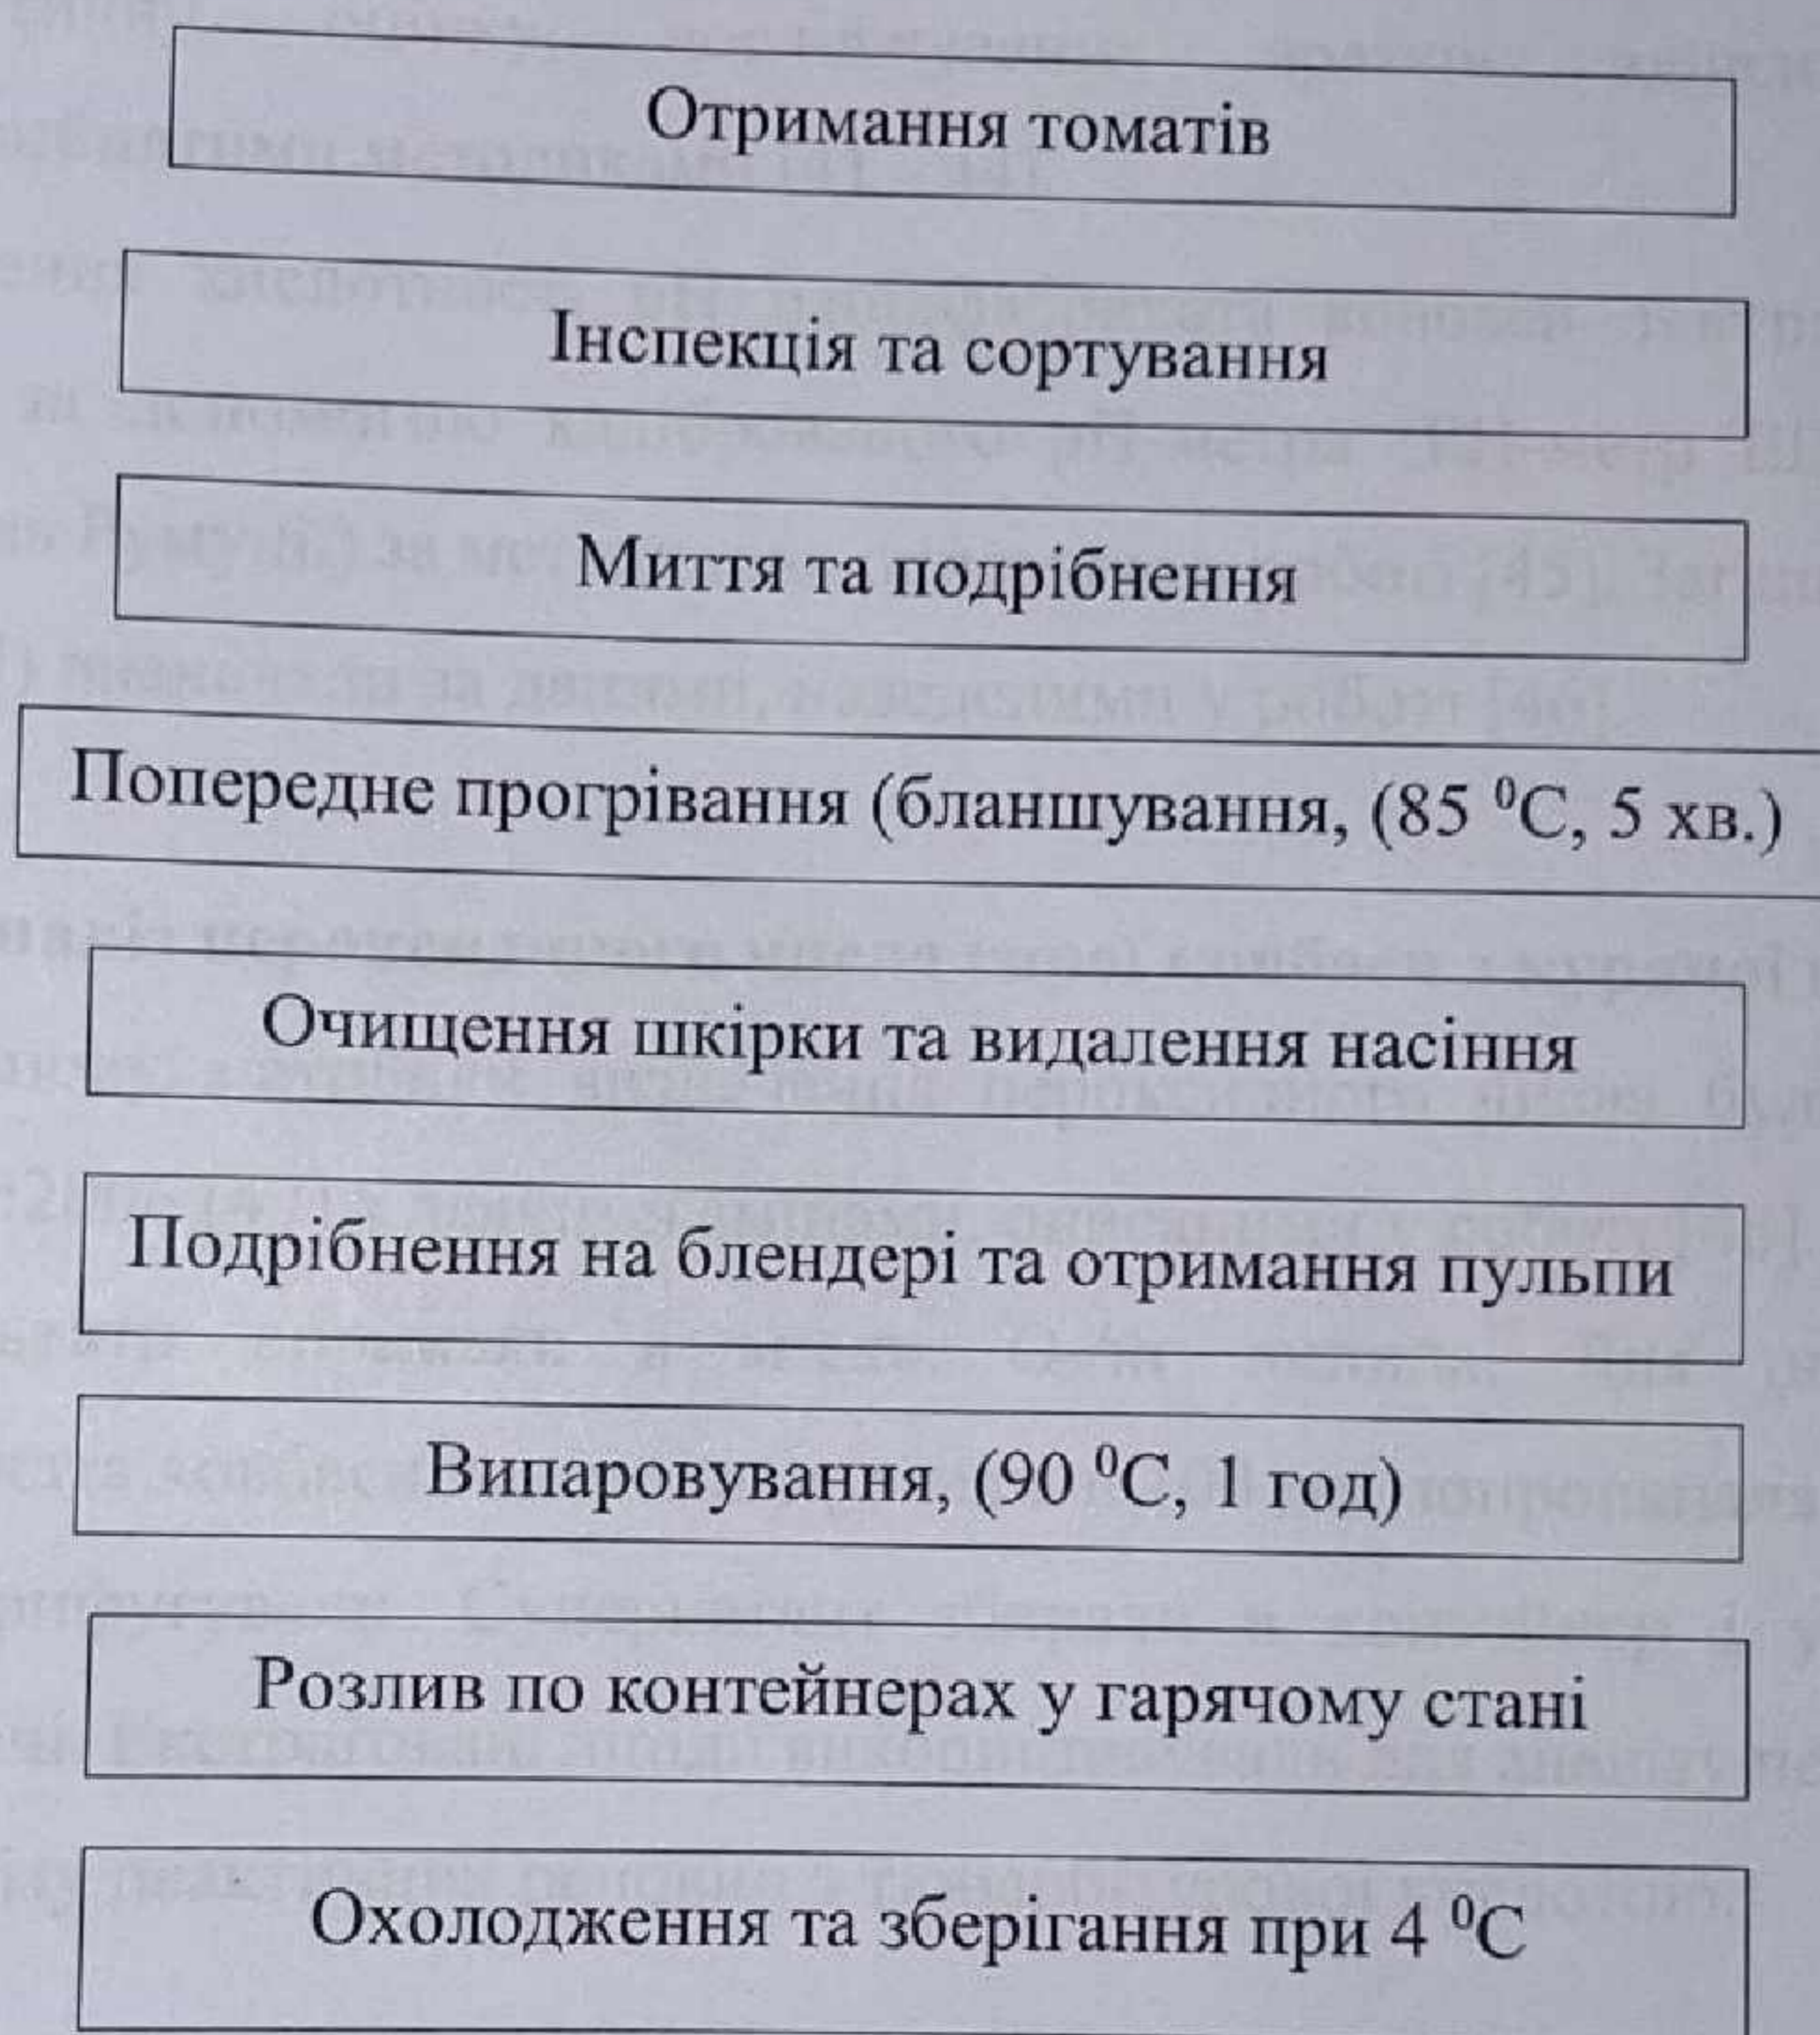 Отримання томатів
Інспекція та сортування
Миття та подрібнення
Попереднє прогрівання (бланшування, (85 ⁰С, 5 хв.)
Очищення шкірки та видалення насіння
Подрібнення на блендері та отримання пульпи
Випаровування, (90 ⁰С, 1 год)
Розлив по контейнерах у гарячому стані
Охолодження та зберігання при 4 ⁰С